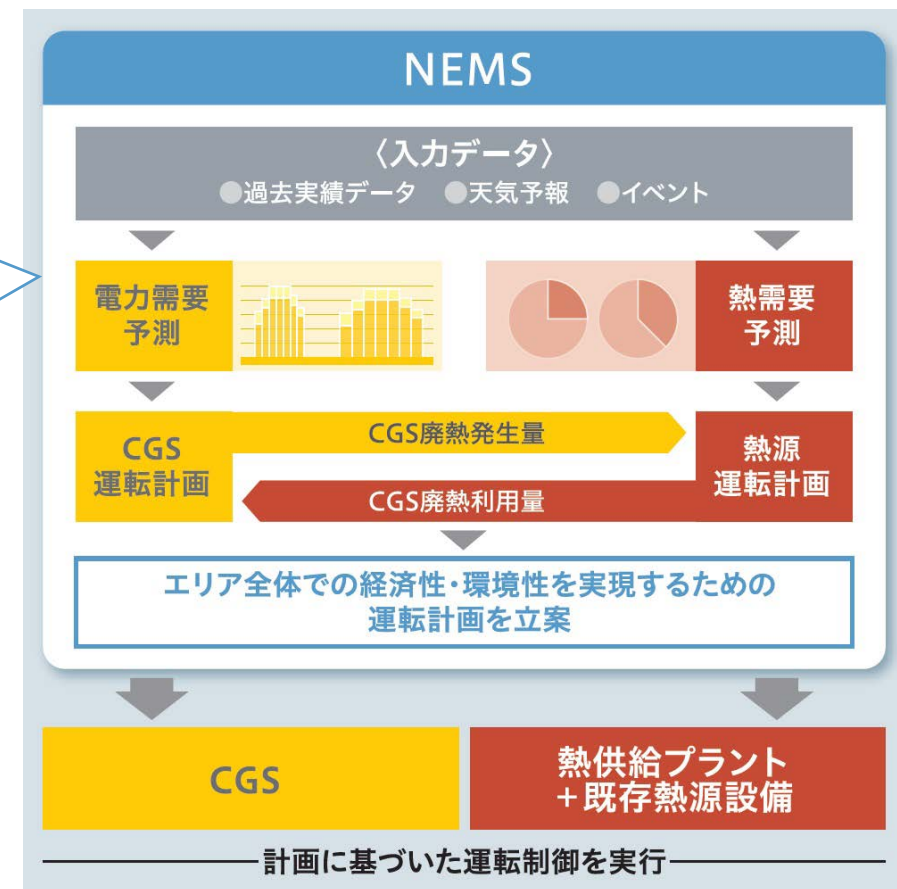 NEMS
〈入力データ〉
●過去実績データ ●天気予報 ●イベント
電力需要
予測
熱需要
予測
CGS
運転計画
CGS廃熱発生量
CGS廃熱利用量
熱源
運転計画
エリア全体での経済性・環境性を実現するための
運転計画を立案
CGS
熱供給プラント
＋既存熱源設備
計画に基づいた運転制御を実行